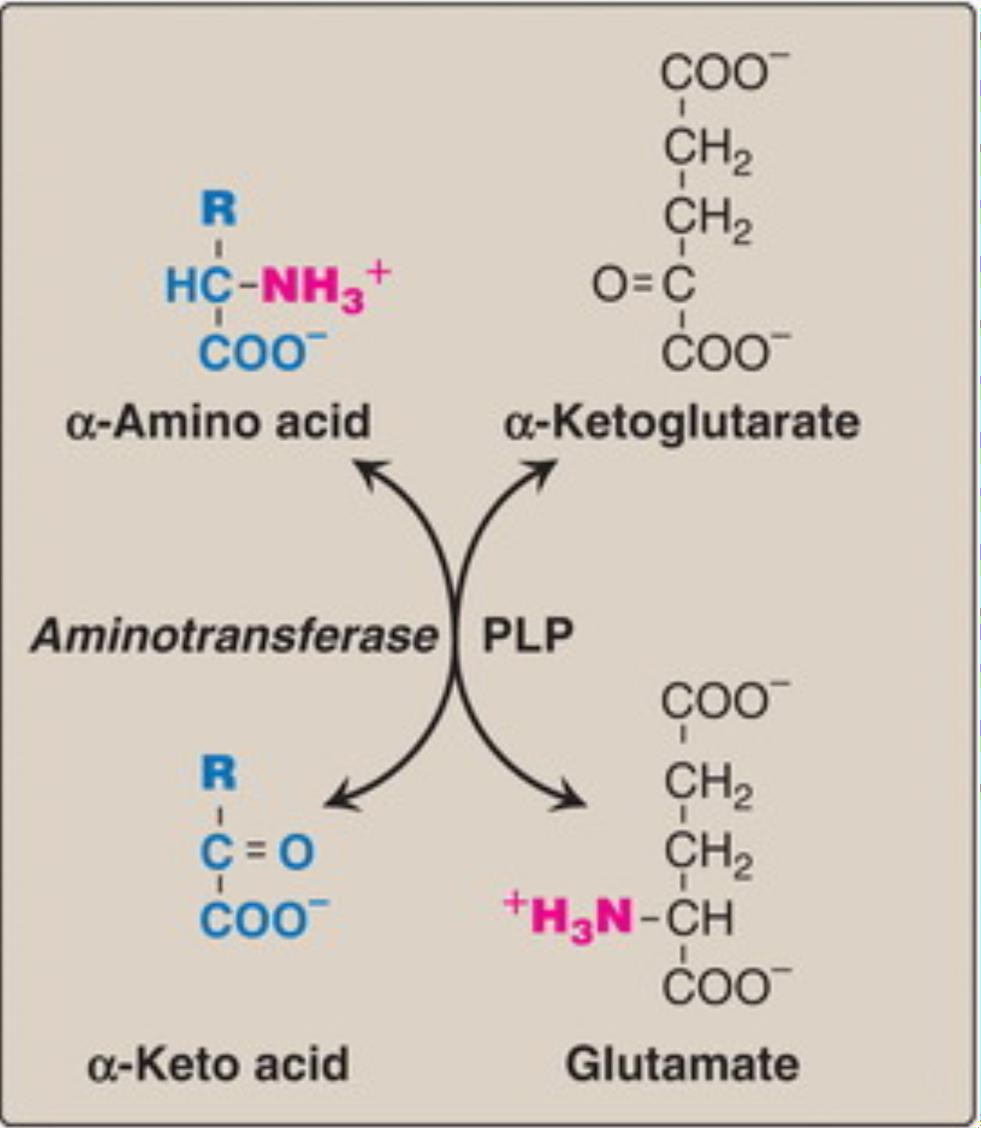 COO⁻
CH₂
CH₂
O=C
COO⁻
R
HC-NH₃⁺
COO⁻
α-Amino acid
α-Ketoglutarate
Aminotransferase PLP
R
C=O
COO⁻
COO⁻
CH₂
CH₂
⁺H₃N-CH
COO⁻
α-Keto acid
Glutamate